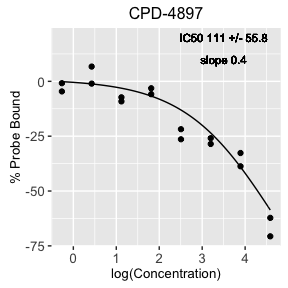 CPD-4897
IC50 111 +/- 55.8
slope 0.4
0
-25
-50
-75
% Probe Bound
0 1 2 3 4
log(Concentration)